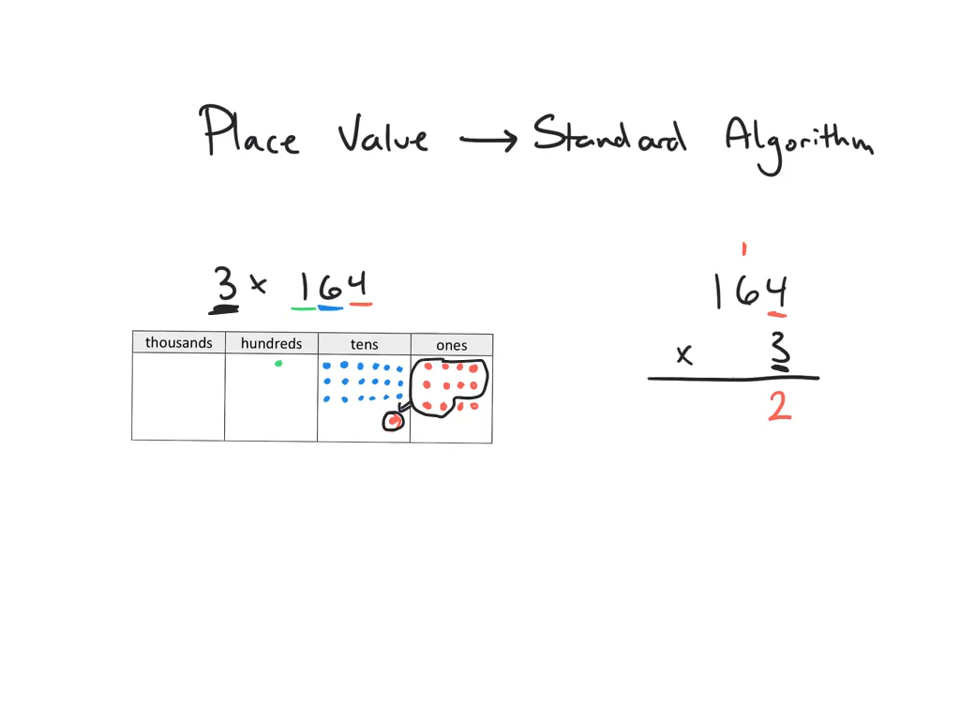 Place Value → Standard Algorithm
3 x 164
thousands hundreds tens ones
1
164
x 3
2